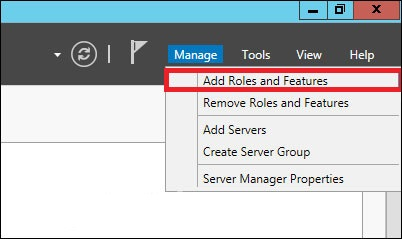 Manage Tools View Help
Add Roles and Features
Remove Roles and Features
Add Servers
Create Server Group
Server Manager Properties